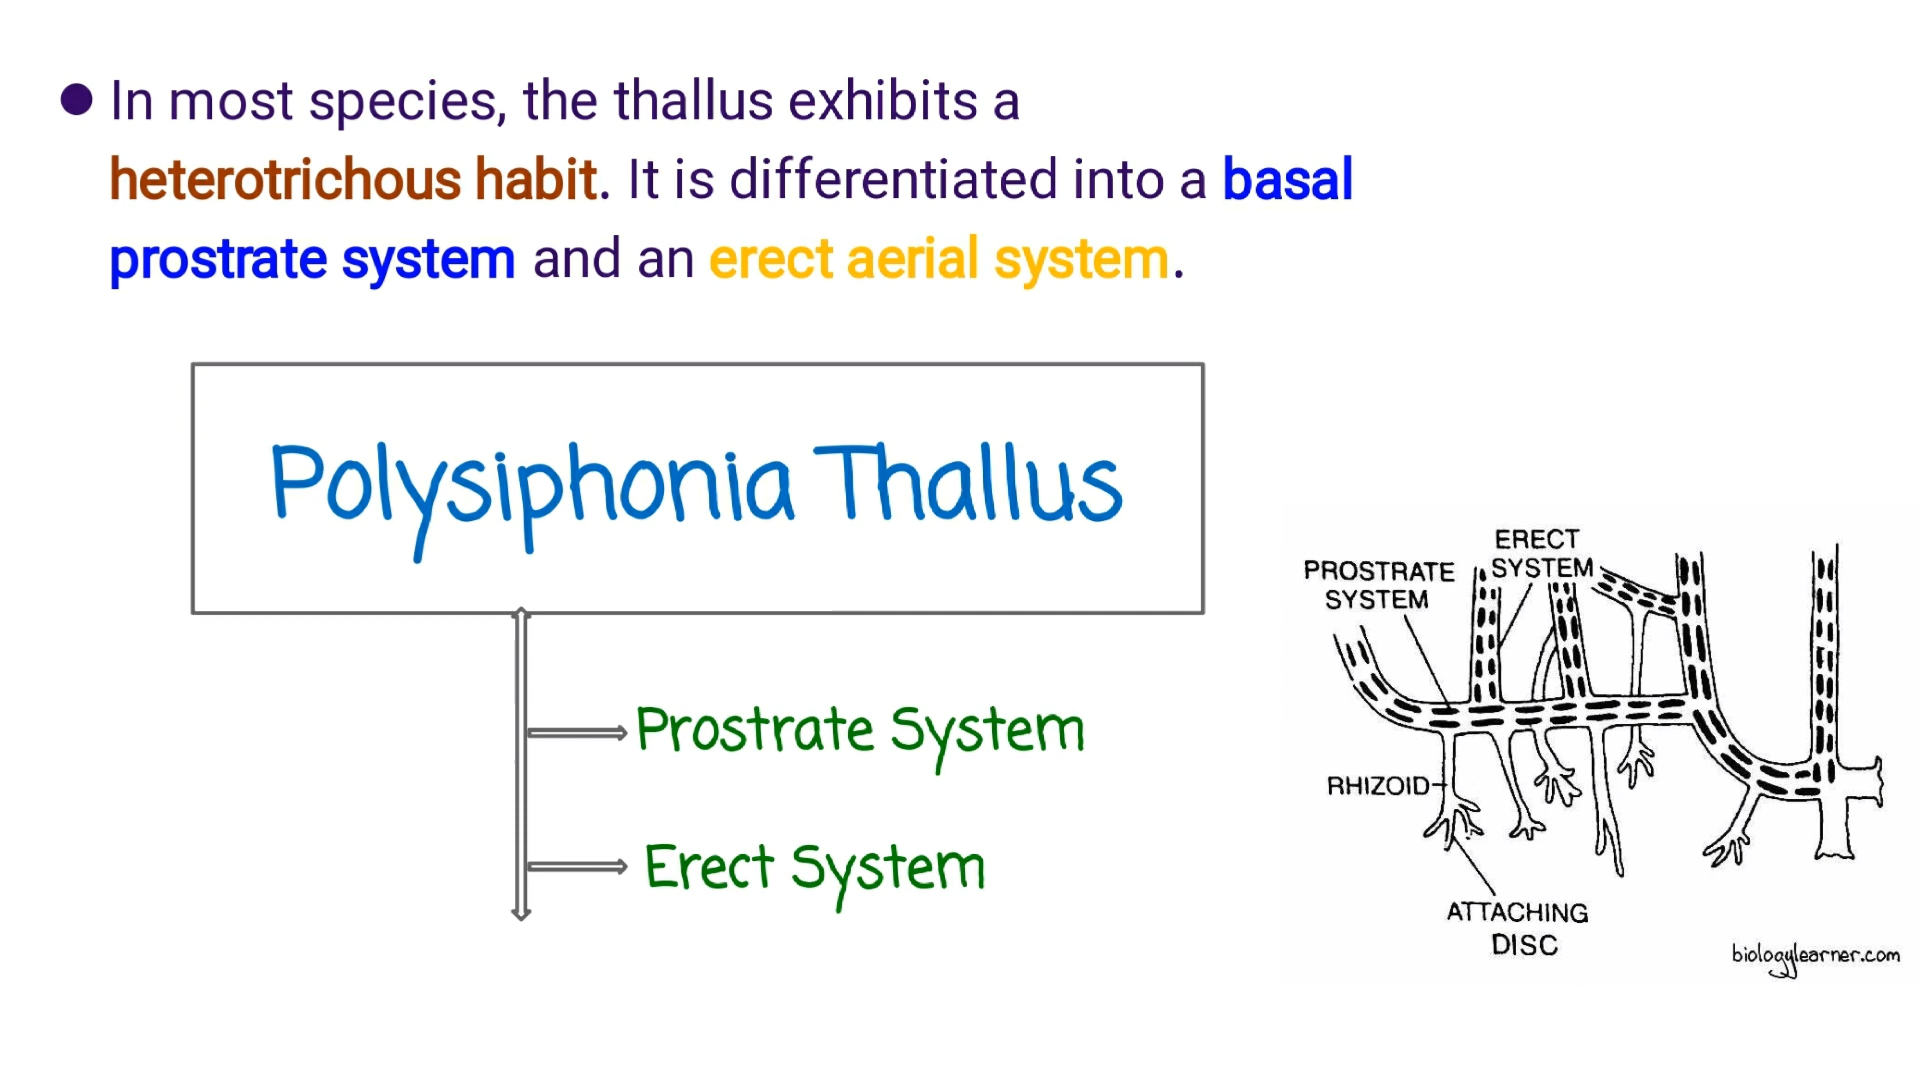 ● In most species, the thallus exhibits a
heterotrichous habit. It is differentiated into a basal
prostrate system and an erect aerial system.
Polysiphonia Thallus
Prostrate System
Erect System
ERECT
SYSTEM
PROSTRATE
SYSTEM
RHIZOID
ATTACHING
DISC
biologylearner.com